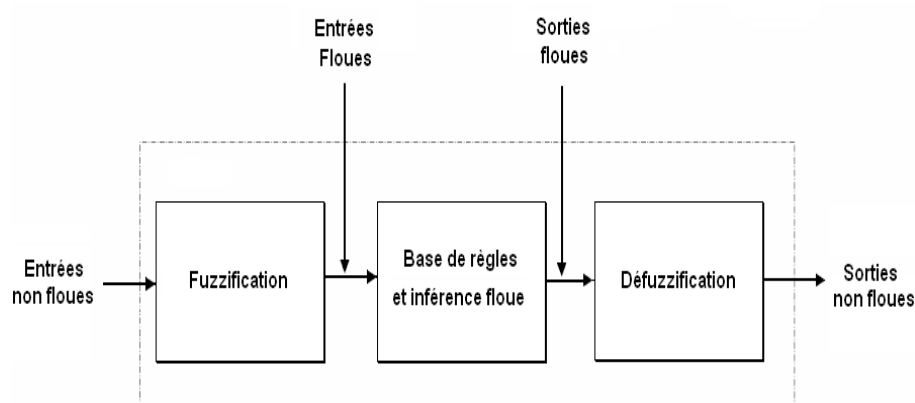 Entrées
Floues
Sorties
floues
Entrées
non floues
Fuzzification
Base de règles
et inférence floue
Défuzzification
Sorties
non floues